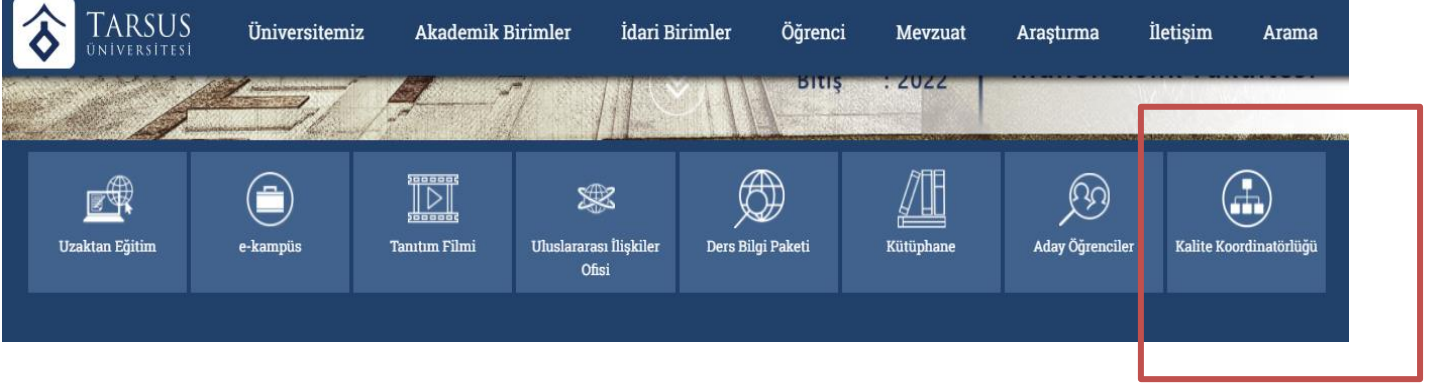 TARSUS
ÜNİVERSİTESİ
Üniversitemiz Akademik Birimler İdari Birimler Öğrenci Mevzuat Araştırma İletişim Arama
Bitiş : 2022
Uzaktan Eğitim
e-kampüs
Tanıtım Filmi
Uluslararası İlişkiler
Ofisi
Ders Bilgi Paketi
Kütüphane
Aday Öğrenciler
Kalite Koordinatörlüğü